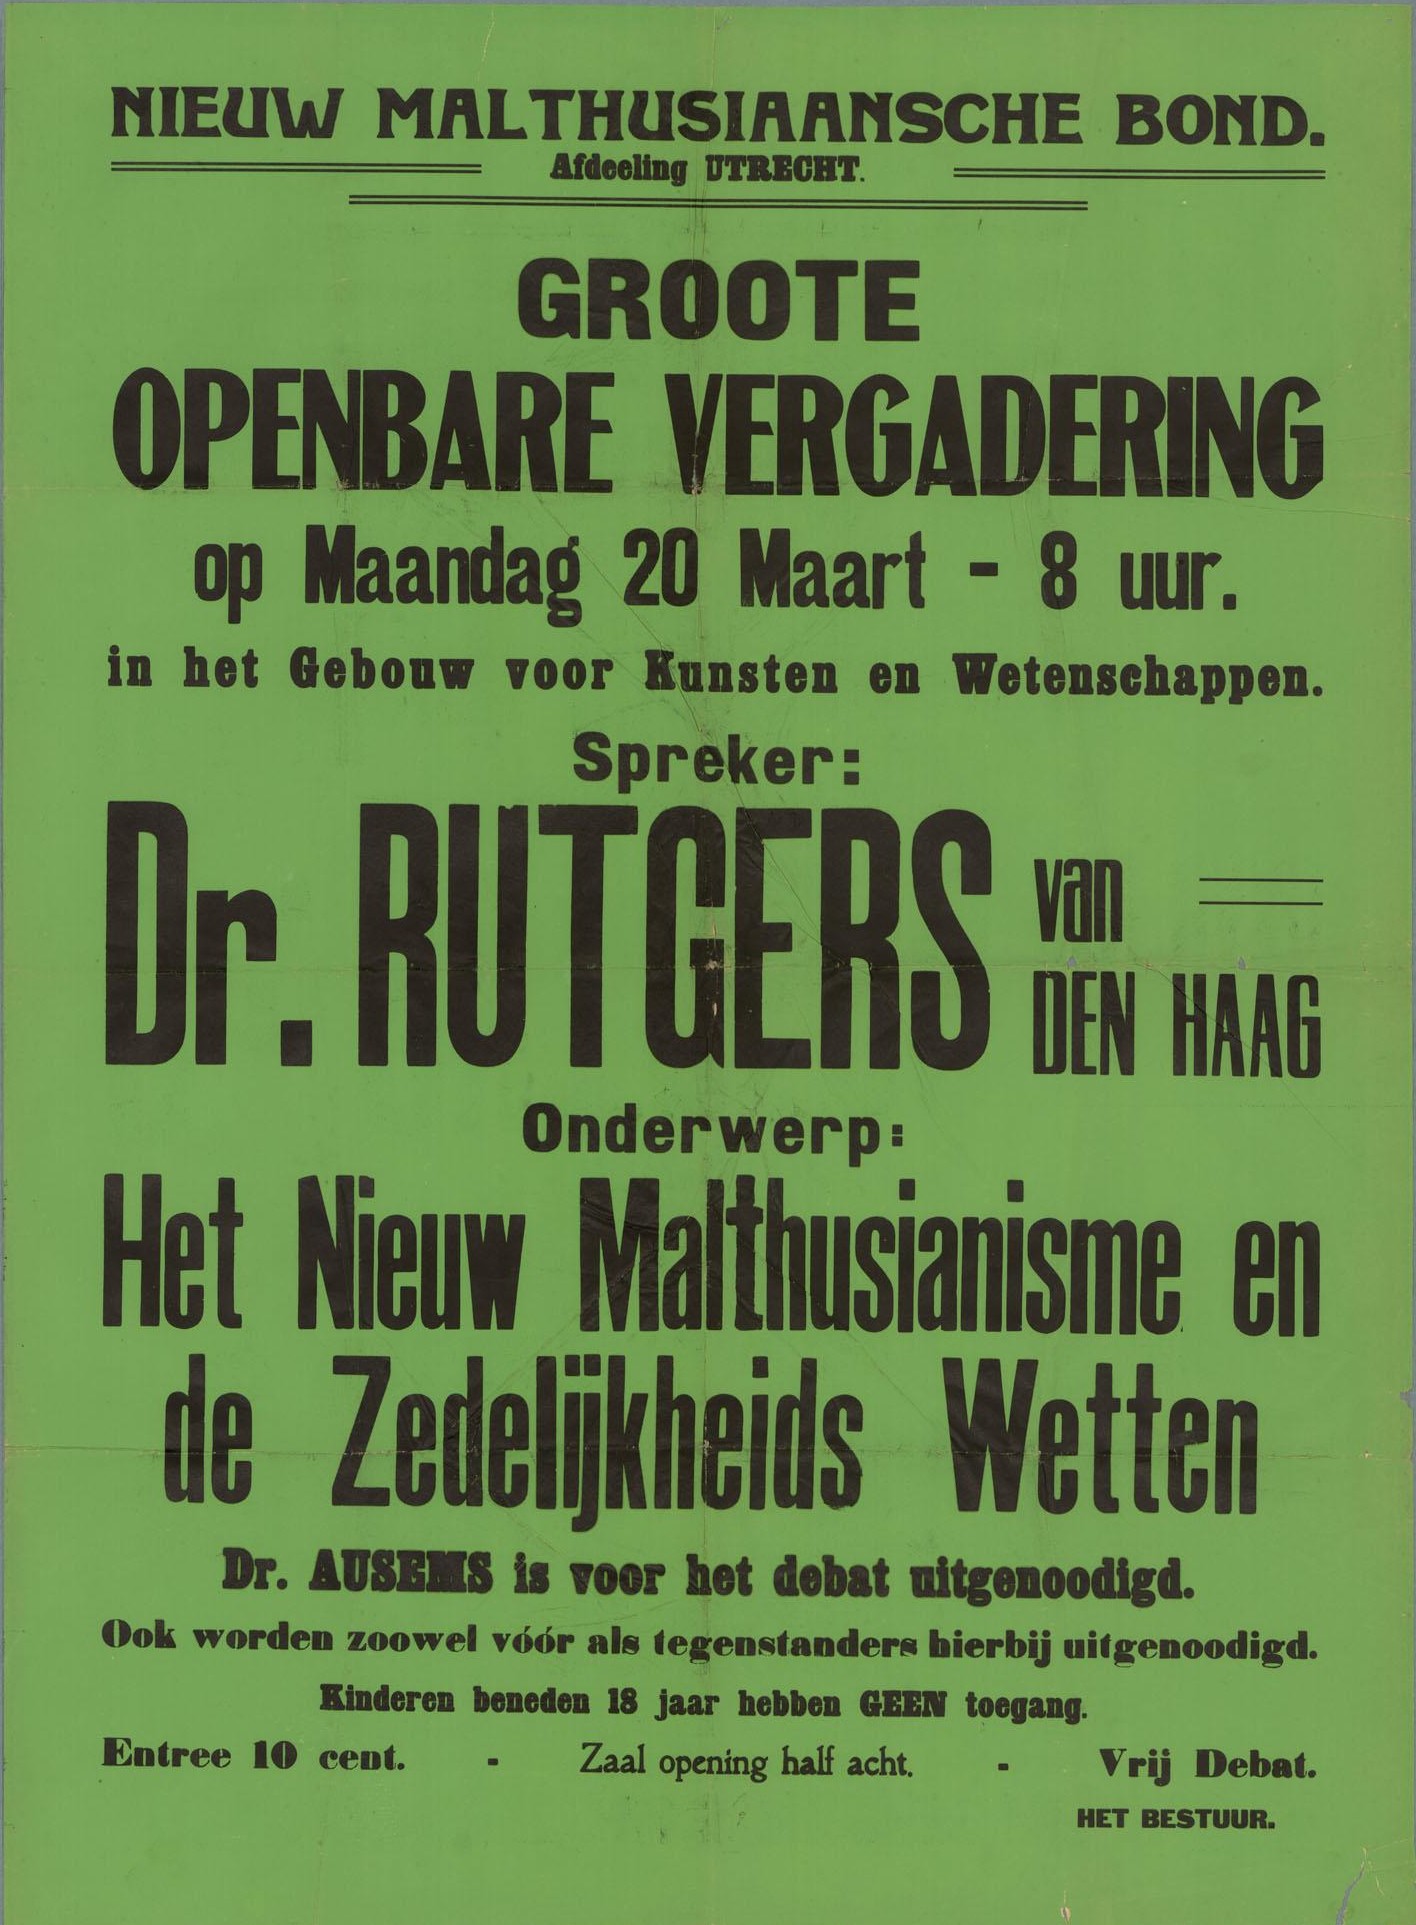 NIEUW MALTHUSIAANSCHE BOND.
Afdeeling UTRECHT.
GROOTE
OPENBARE VERGADERING
op Maandag 20 Maart - 8 uur.
in het Gebouw voor Kunsten en Wetenschappen.
Spreker:
Dr. RUTGERS van
DEN HAAG
Onderwerp:
Het Nieuw Malthusianisme en
de Zedelijkheids Wetten
Dr. AUSEMS is voor het debat uitgenoodigd.
Ook worden zoowel vóór als tegenstanders hierbij uitgenoodigd.
Kinderen beneden 18 jaar hebben GEEN toegang.
Entree 10 cent. - Zaal opening half acht. - Vrij Debat.
HET BESTUUR.